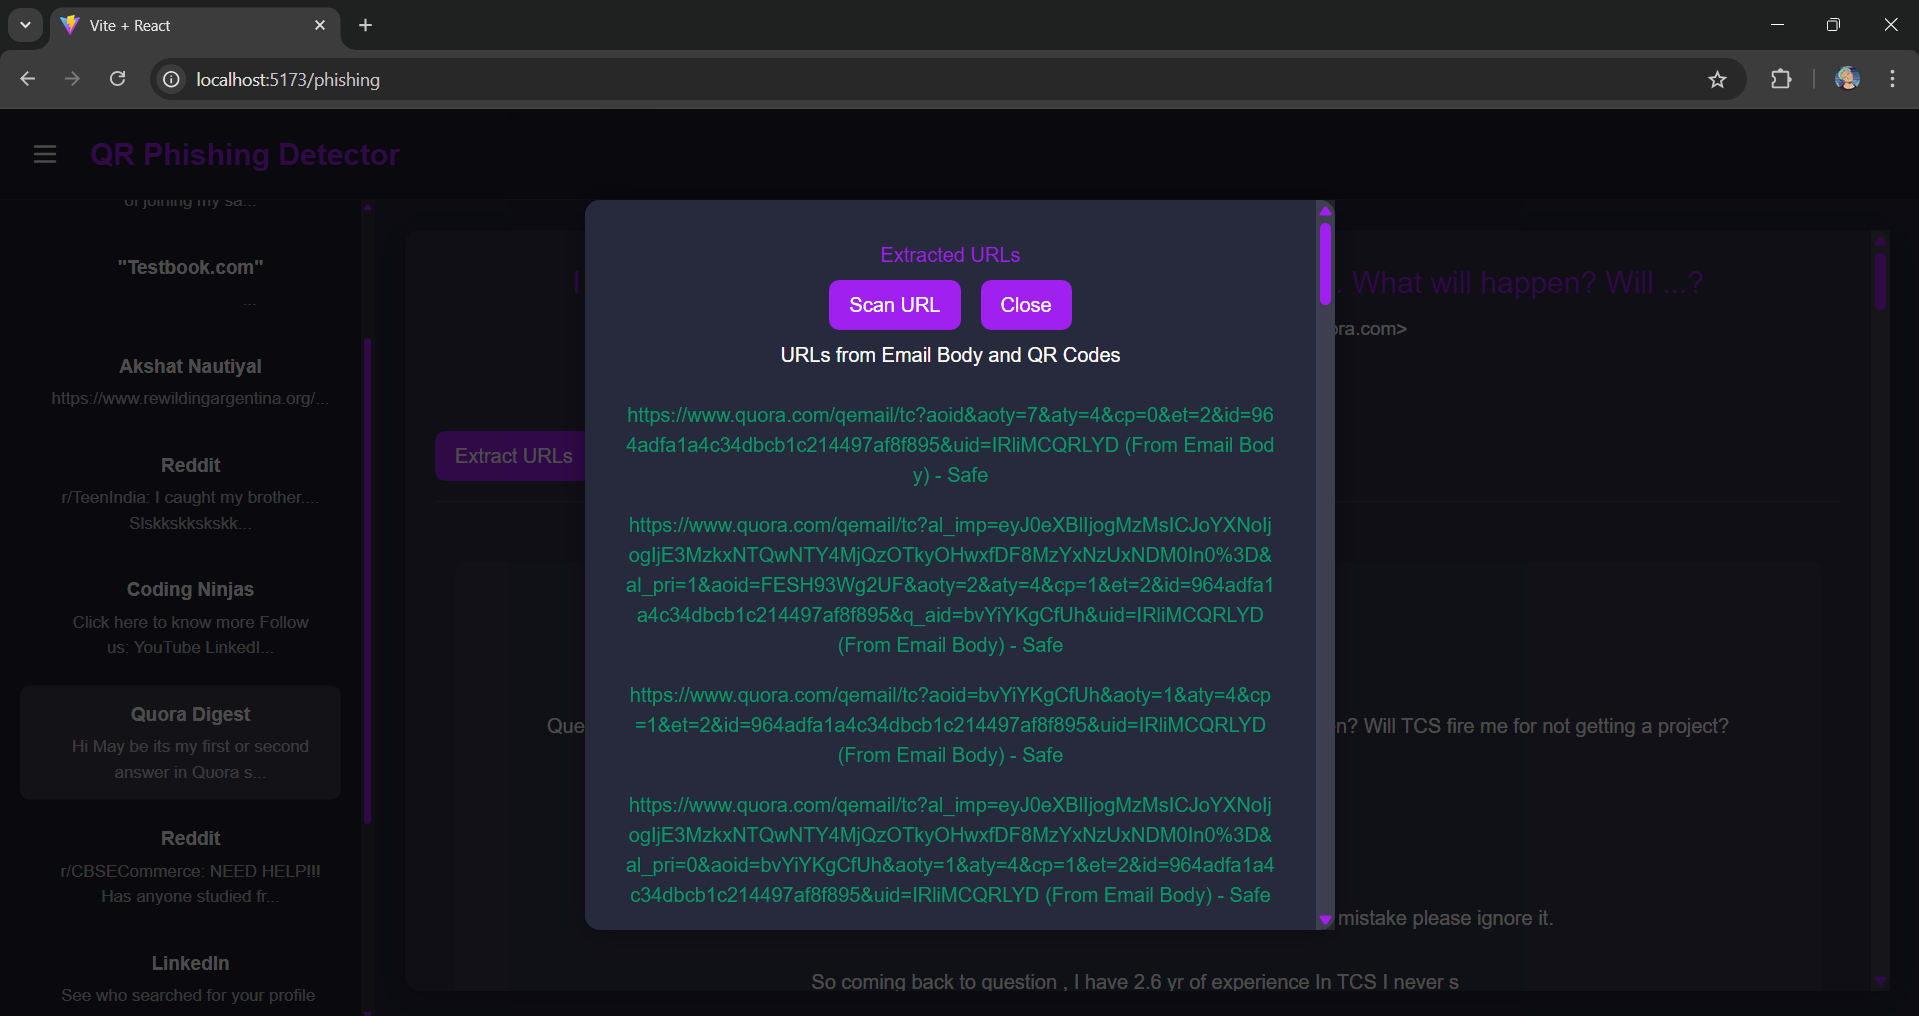 Vite + React
localhost:5173/phishing
QR Phishing Detector
of joining my sa...
"Testbook.com"
...
Akshat Nautiyal
https://www.rewildingargentina.org/...
Reddit
r/TeenIndia: I caught my brother....
Slskkskkskskk...
Coding Ninjas
Click here to know more Follow
us: YouTube LinkedI...
Quora Digest
Hi May be its my first or second
answer in Quora s...
Reddit
r/CBSECommerce: NEED HELP!!!
Has anyone studied fr...
LinkedIn
See who searched for your profile
I
. What will happen? Will ...?
ora.com>
Extract URLs
Extracted URLs
Scan URL
Close
URLs from Email Body and QR Codes
https://www.quora.com/qemail/tc?aoid&aoty=7&aty=4&cp=0&et=2&id=96
4adfa1a4c34dbcb1c214497af8f895&uid=IRliMCQRLYD (From Email Bod
y) - Safe
https://www.quora.com/qemail/tc?al_imp=eyJ0eXBlIjogMzMsICJoYXNoIj
ogIjE3MzkxNTQwNTY4MjQzOTkyOHwxfDF8MzYxNzUxNDM0In0%3D&
al_pri=1&aoid=FESH93Wg2UF&aoty=2&aty=4&cp=1&et=2&id=964adfa1
a4c34dbcb1c214497af8f895&q_aid=bvYiYKgCfUh&uid=IRliMCQRLYD
(From Email Body) - Safe
https://www.quora.com/qemail/tc?aoid=bvYiYKgCfUh&aoty=1&aty=4&cp
=1&et=2&id=964adfa1a4c34dbcb1c214497af8f895&uid=IRliMCQRLYD
(From Email Body) - Safe
https://www.quora.com/qemail/tc?al_imp=eyJ0eXBlIjogMzMsICJoYXNoIj
ogIjE3MzkxNTQwNTY4MjQzOTkyOHwxfDF8MzYxNzUxNDM0In0%3D&
al_pri=0&aoid=bvYiYKgCfUh&aoty=1&aty=4&cp=1&et=2&id=964adfa1a4
c34dbcb1c214497af8f895&uid=IRliMCQRLYD (From Email Body) - Safe
Que
n? Will TCS fire me for not getting a project?
mistake please ignore it.
So coming back to question , I have 2.6 yr of experience In TCS I never s